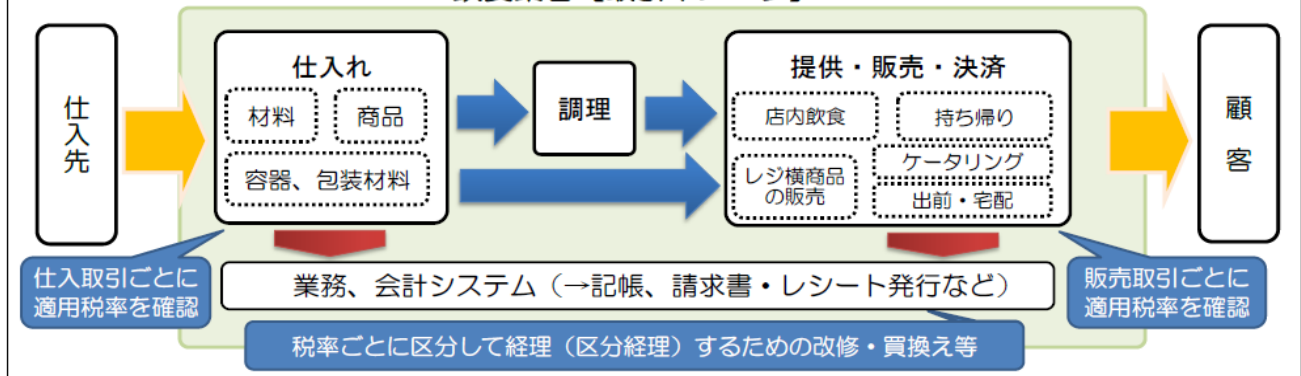 仕入先
仕入れ
材料
商品
容器、包装材料
調理
提供・販売・決済
店内飲食
持ち帰り
レジ横商品
の販売
ケータリング
出前・宅配
顧客
仕入取引ごとに
適用税率を確認
業務、会計システム（→記帳、請求書・レシート発行など）
販売取引ごとに
適用税率を確認
税率ごとに区分して経理（区分経理）するための改修・買換え等